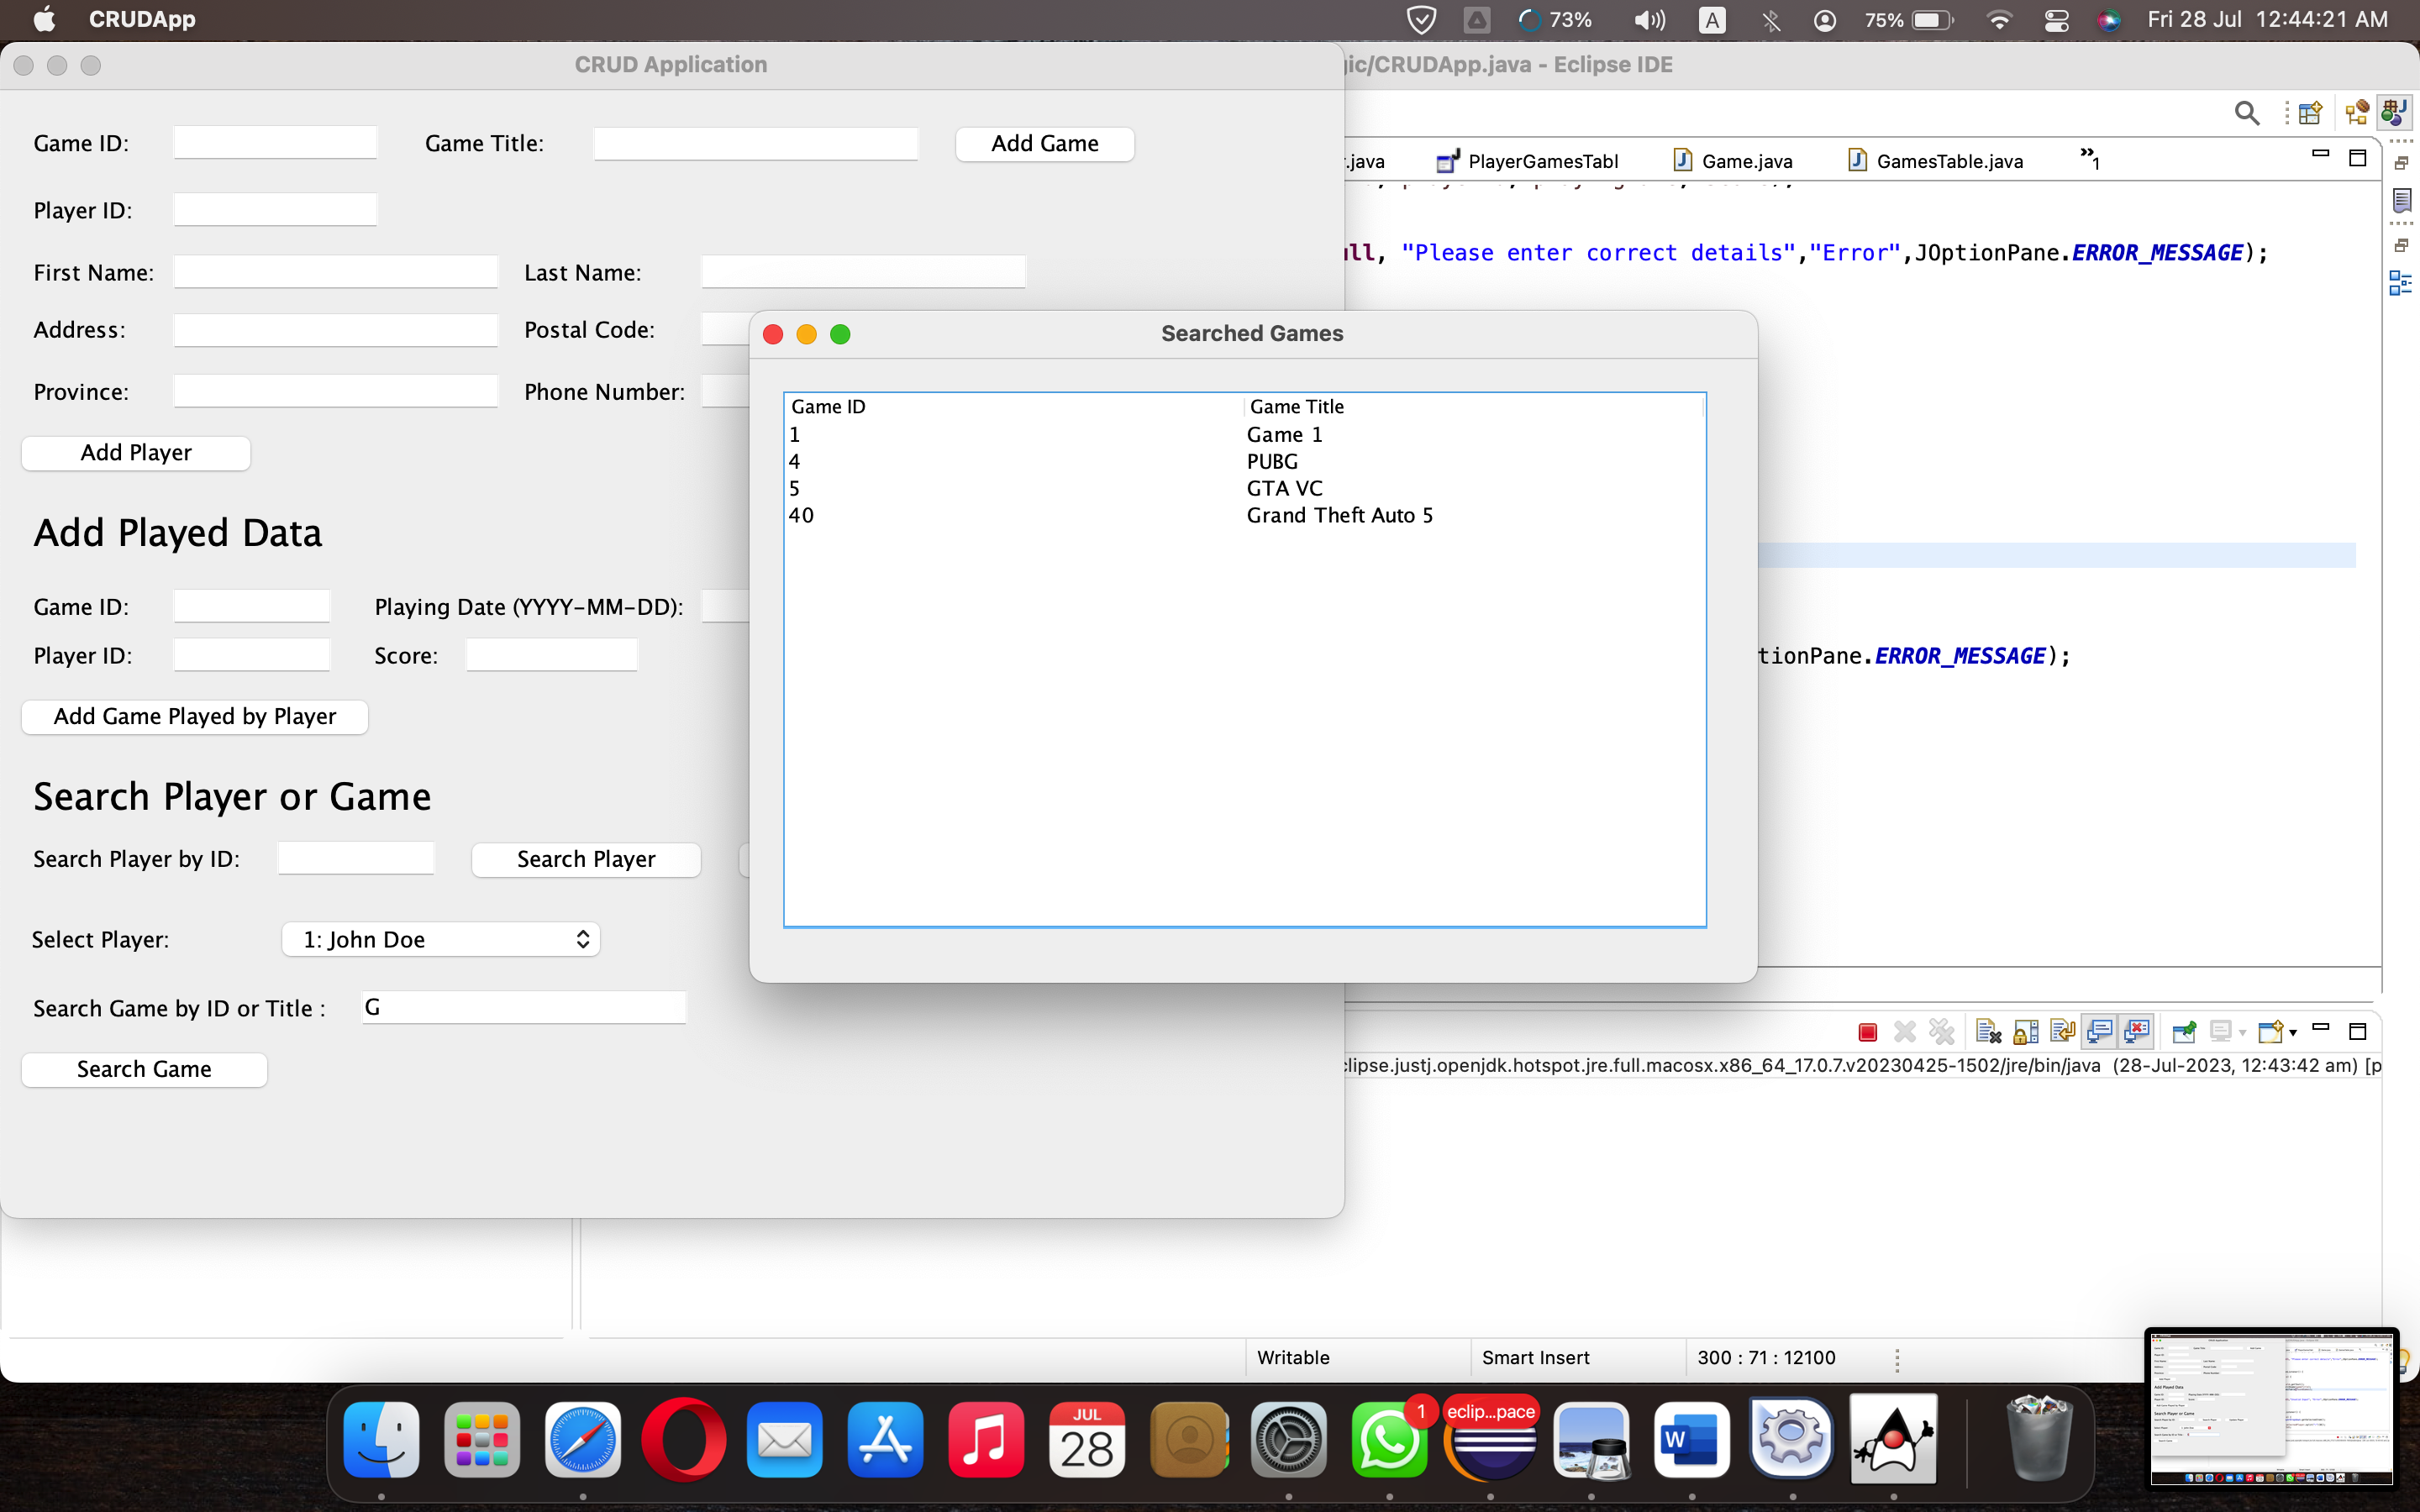 CRUDApp
73%
A
75%
Fri 28 Jul 12:44:21 AM
CRUD Application
ic/CRUDApp.java - Eclipse IDE
Game ID:
Game Title:
Add Game
.java
PlayerGamesTabl
Game.java
GamesTable.java
»1
Player ID:
ll, "Please enter correct details","Error",JOptionPane.ERROR_MESSAGE);
First Name:
Last Name:
Address:
Postal Code:
Province:
Phone Number:
Add Player
Searched Games
Game ID Game Title
1 Game 1
4 PUBG
5 GTA VC
40 Grand Theft Auto 5
Add Played Data
Game ID:
Playing Date (YYYY-MM-DD):
Player ID:
Score:
tionPane.ERROR_MESSAGE);
Add Game Played by Player
Search Player or Game
Search Player by ID:
Search Player
Select Player:
1: John Doe
Search Game by ID or Title :
G
Search Game
clipse.justj.openjdk.hotspot.jre.full.macosx.x86_64_17.0.7.v20230425-1502/jre/bin/java (28-Jul-2023, 12:43:42 am) [p
Writable
Smart Insert
300 : 71 : 12100
JUL
28
1
eclip...pace
W